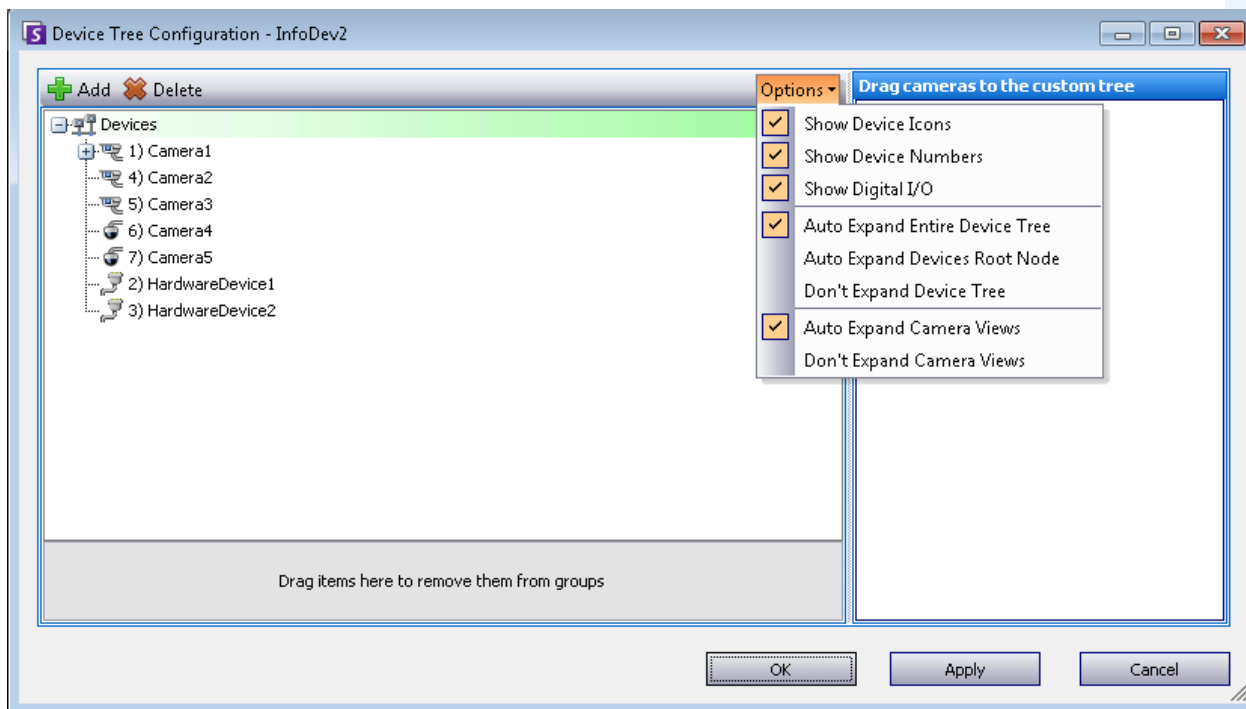 Device Tree Configuration - InfoDev2
Add Delete Options
Drag cameras to the custom tree
Devices
1) Camera1
4) Camera2
5) Camera3
6) Camera4
7) Camera5
2) HardwareDevice1
3) HardwareDevice2
Show Device Icons
Show Device Numbers
Show Digital I/O
Auto Expand Entire Device Tree
Auto Expand Devices Root Node
Don't Expand Device Tree
Auto Expand Camera Views
Don't Expand Camera Views
Drag items here to remove them from groups
OK Apply Cancel